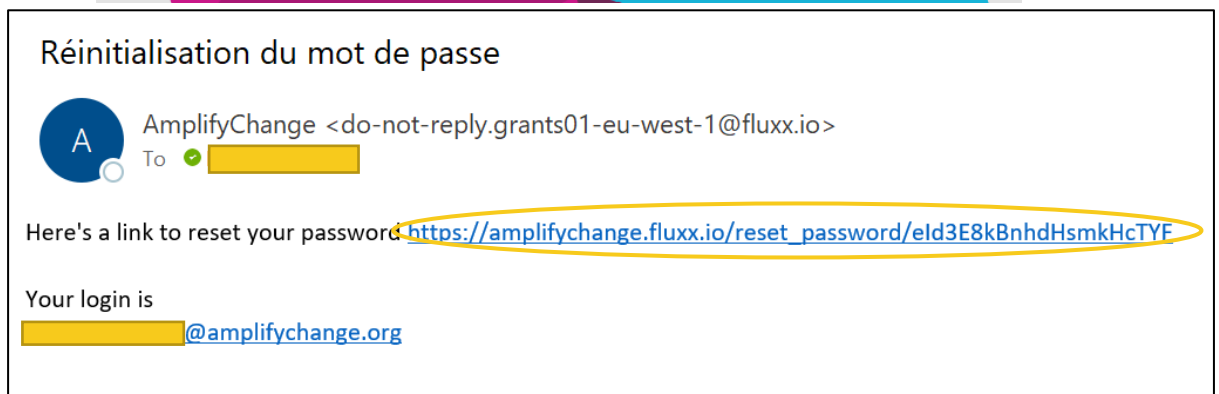 Réinitialisation du mot de passe
A
AmplifyChange <do-not-reply.grants01-eu-west-1@fluxx.io>
To
Here's a link to reset your password https://amplifychange.fluxx.io/reset_password/eId3E8kBnhdHsmkHcTYF
Your login is
@amplifychange.org